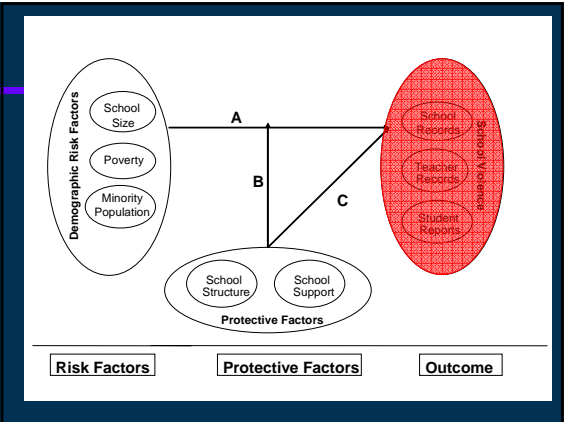 Demographic Risk Factors
School
Size
Poverty
Minority
Population
A
B
C
School
Records
Teacher
Records
Student
Reports
School Violence
School
Structure
School
Support
Protective Factors
Risk Factors
Protective Factors
Outcome